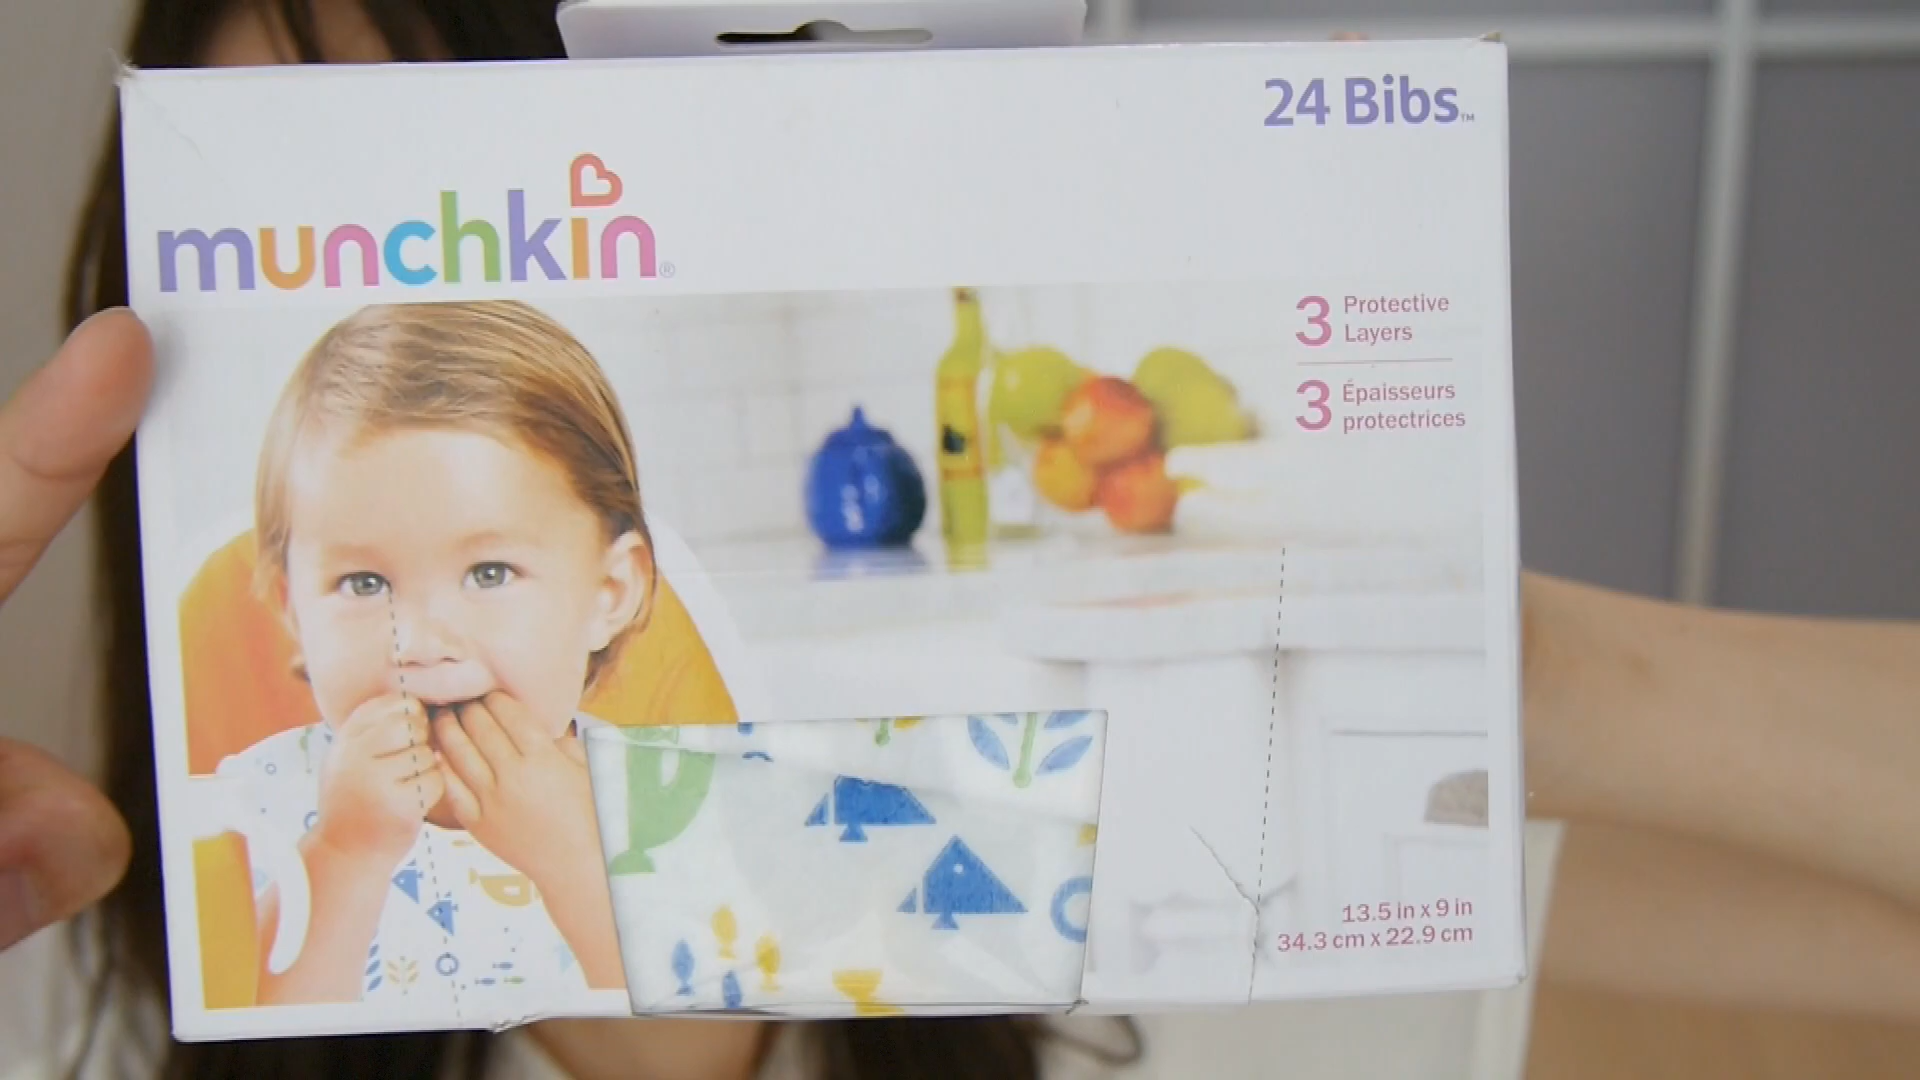 24 Bibs™
munchkin®
3 Protective
Layers
3 Épaisseurs
protectrices
13.5 in x 9 in
34.3 cm x 22.9 cm